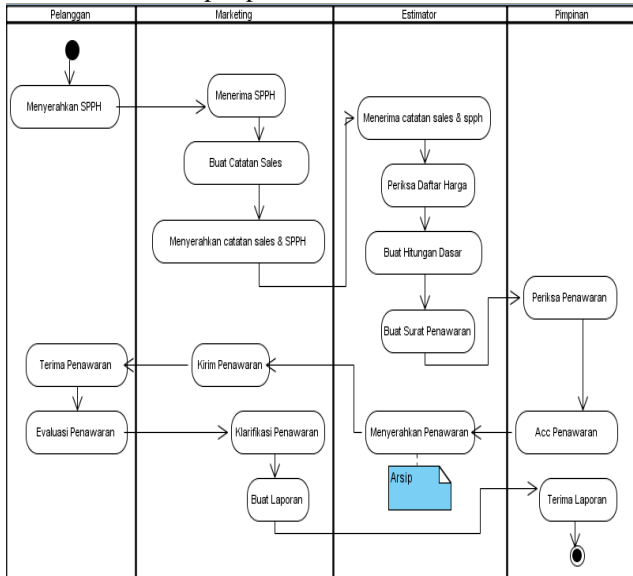 Pelanggan
Marketing
Estimator
Pimpinan
Menyerahkan SPPH
Menerima SPPH
Buat Catatan Sales
Menyerahkan catatan sales & SPPH
Menerima catatan sales & spph
Periksa Daftar Harga
Buat Hitungan Dasar
Buat Surat Penawaran
Periksa Penawaran
Acc Penawaran
Menyerahkan Penawaran
Arsip
Kirim Penawaran
Terima Penawaran
Evaluasi Penawaran
Klarifikasi Penawaran
Buat Laporan
Terima Laporan